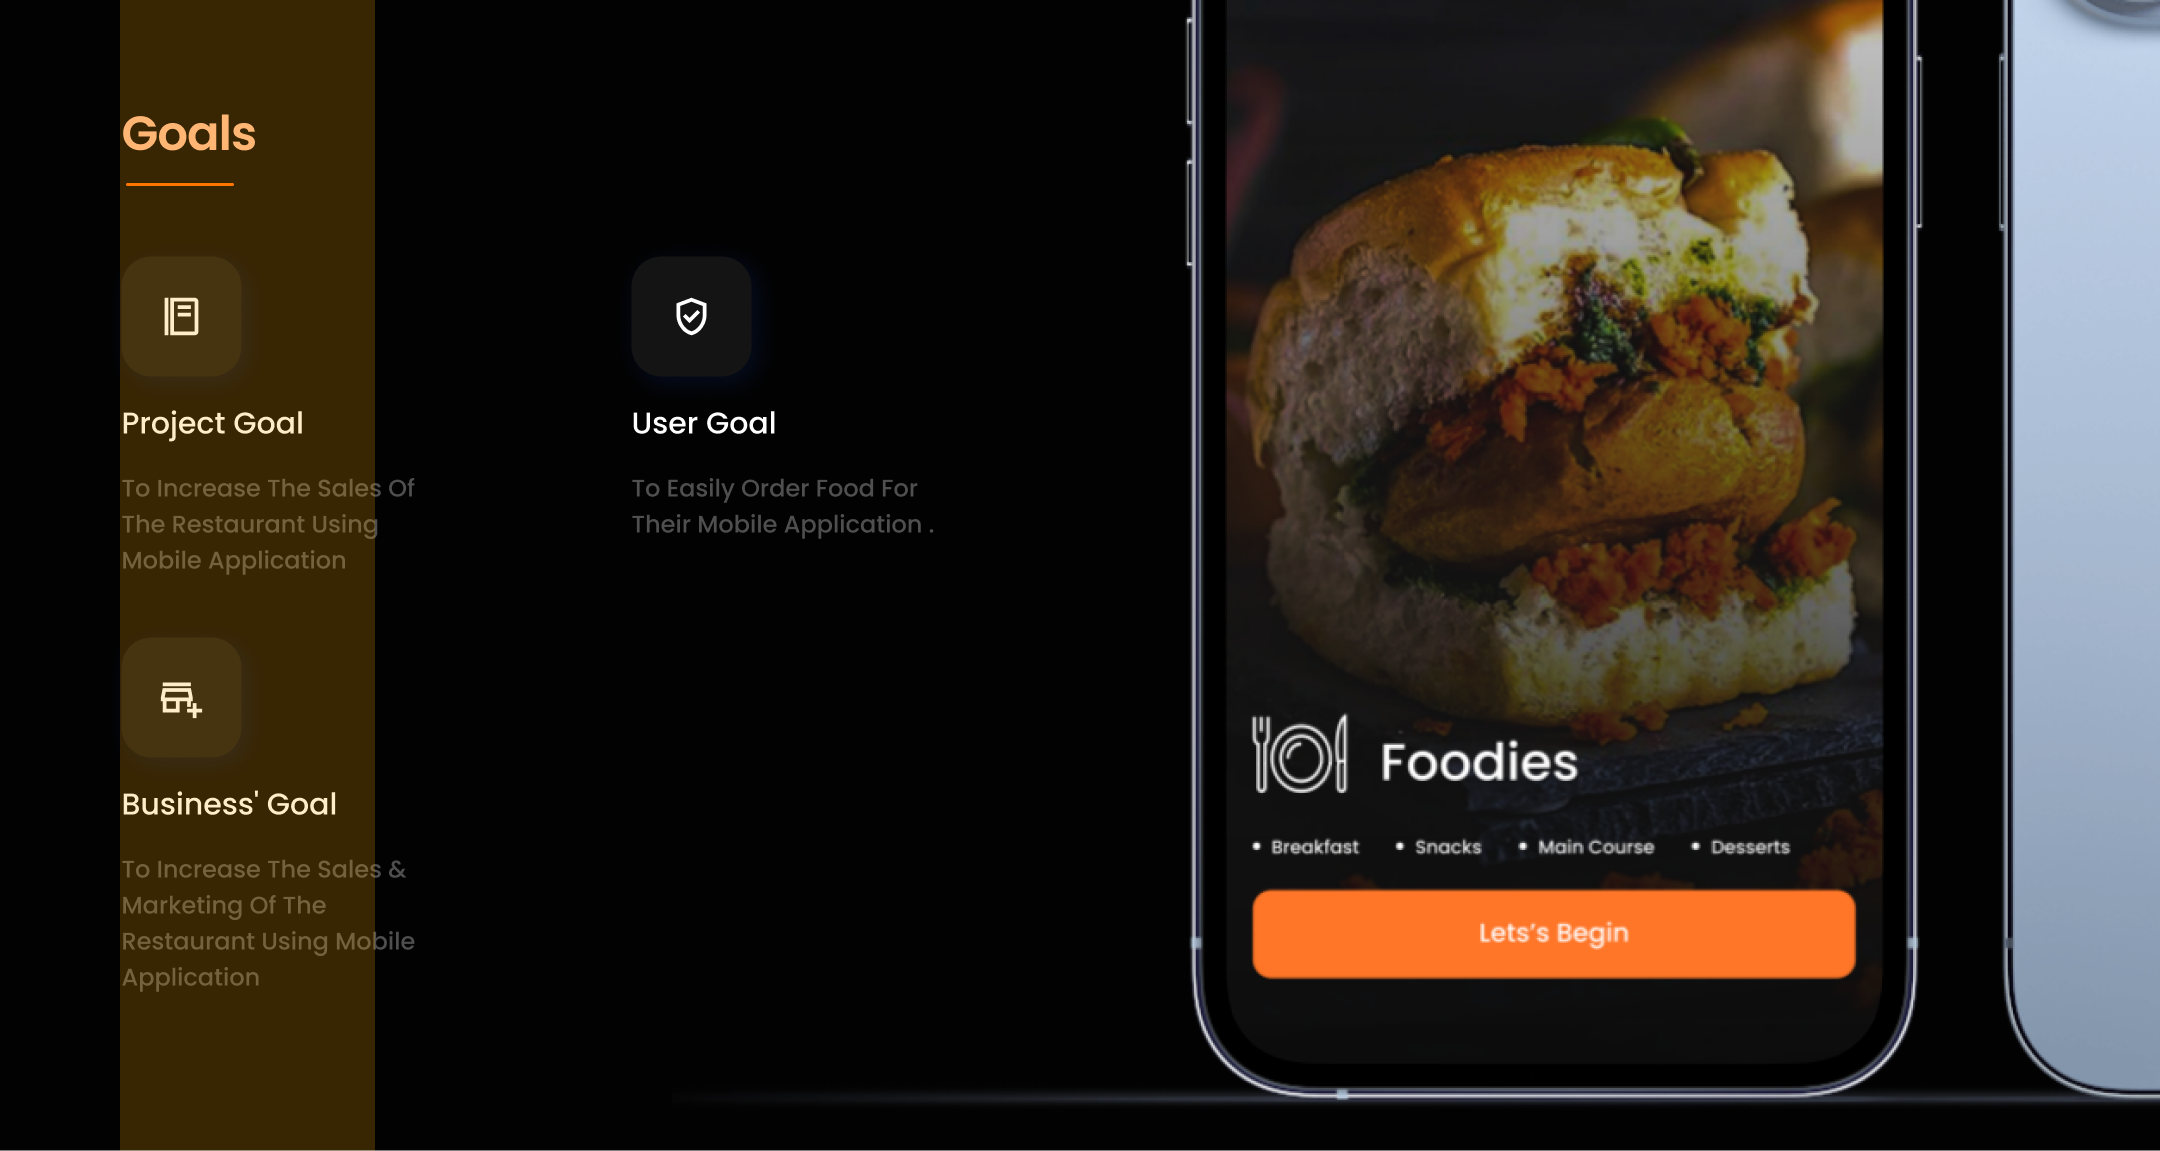 Goals
Project Goal
To Increase The Sales Of
The Restaurant Using
Mobile Application
User Goal
To Easily Order Food For
Their Mobile Application .
Business' Goal
To Increase The Sales &
Marketing Of The
Restaurant Using Mobile
Application
Foodies
• Breakfast • Snacks • Main Course • Desserts
Lets’s Begin